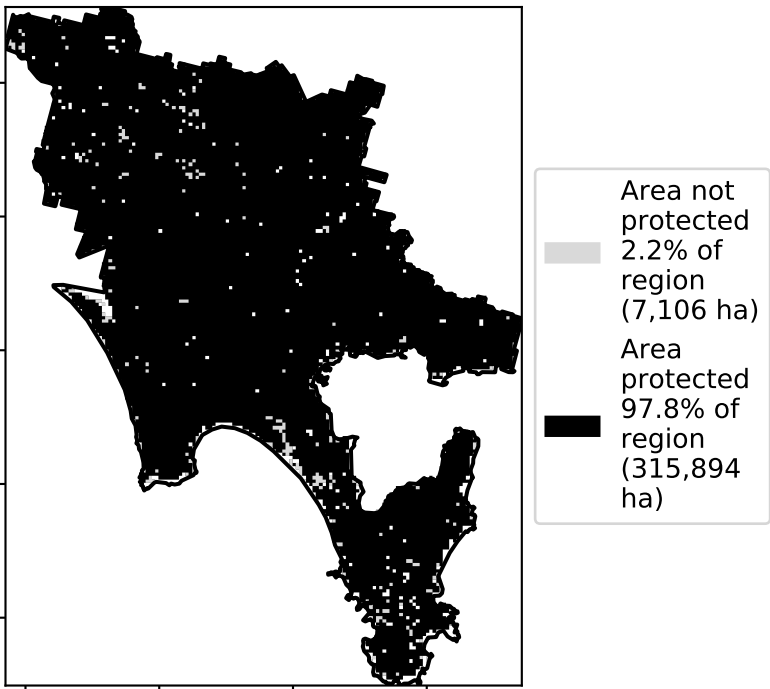 Area not
protected
2.2% of
region
(7,106 ha)
Area
protected
97.8% of
region
(315,894
ha)